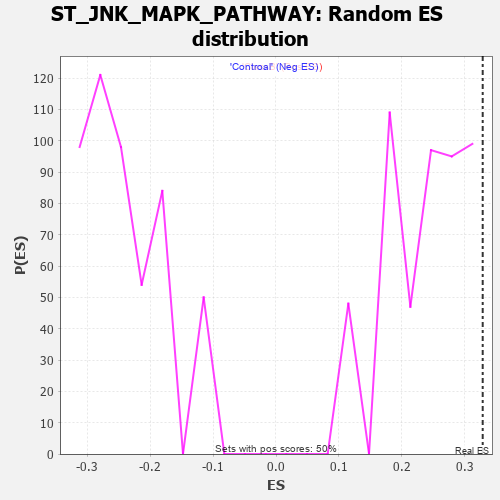 ST_JNK_MAPK_PATHWAY: Random ES
distribution
'Controal' (Neg ES))
120
110
100
90
80
70
60
50
40
30
20
10
0
P(ES)
Sets with pos scores: 50%
Real ES
-0.3 -0.2 -0.1 0.0 0.1 0.2 0.3
ES